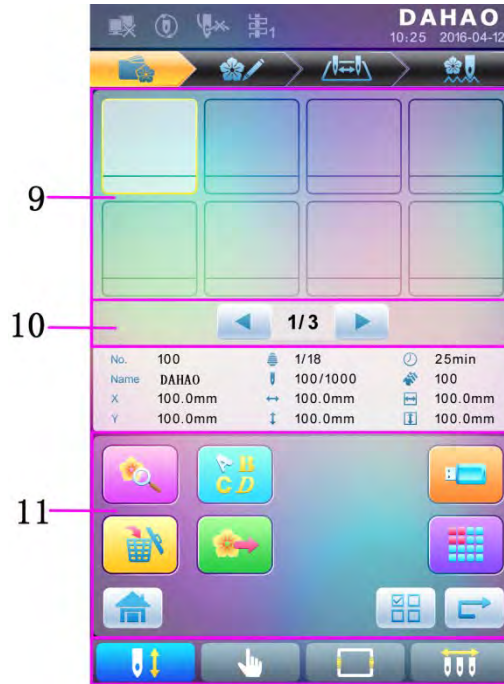 DAHAO
1
10:25 2016-04-12
9
10
1/3
No. 100 1/18 25min
Name DAHAO 100/1000 100
X 100.0mm 100.0mm 100.0mm
Y 100.0mm 100.0mm 100.0mm
B
C D
11